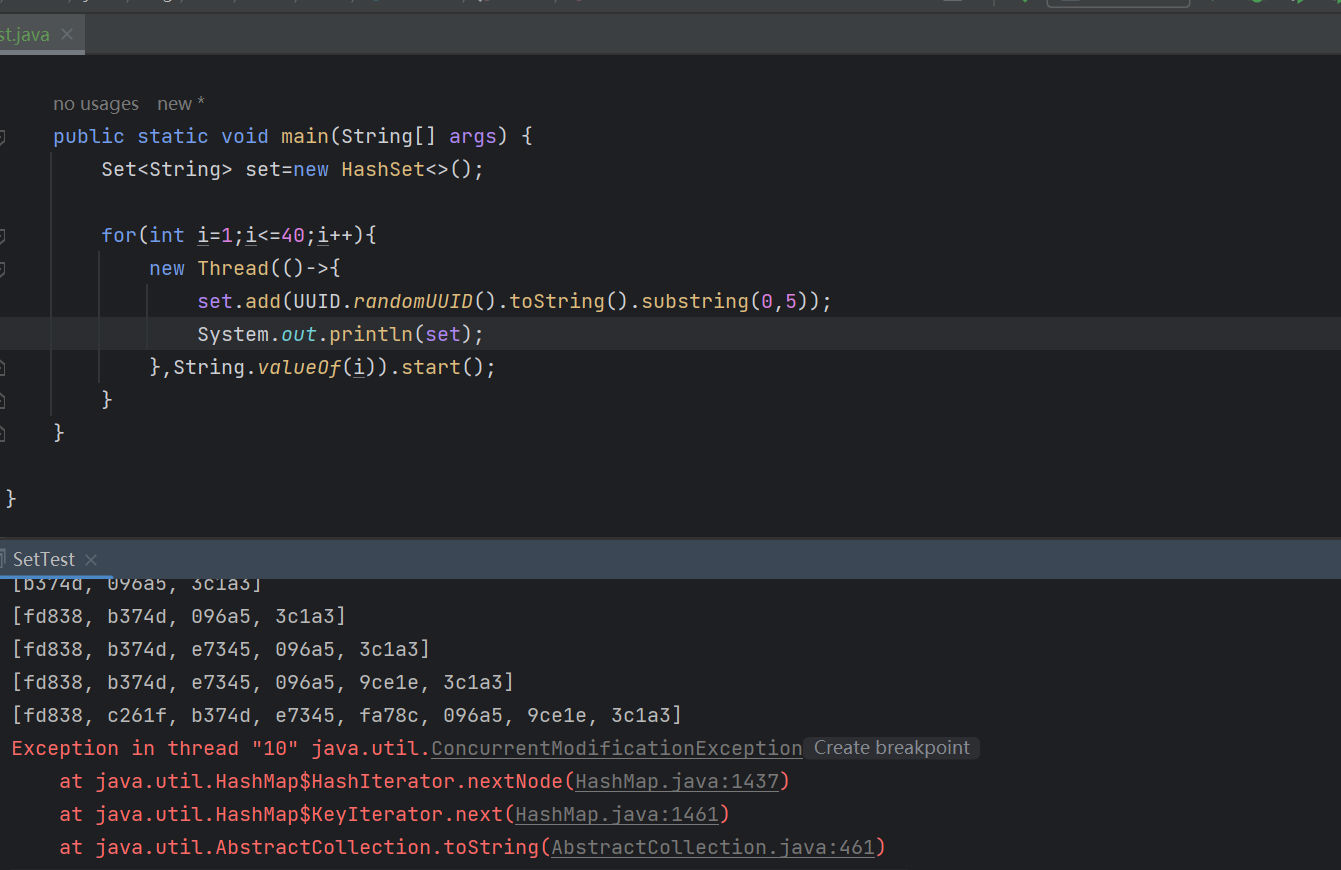 st.java
no usages new *
public static void main(String[] args) {
Set<String> set=new HashSet<>();
for(int i=1;i<=40;i++){
new Thread(()->{
set.add(UUID.randomUUID().toString().substring(0,5));
System.out.println(set);
},String.valueOf(i)).start();
}
}
}
SetTest
[b374d, 096a5, 3c1a3]
[fd838, b374d, 096a5, 3c1a3]
[fd838, b374d, e7345, 096a5, 3c1a3]
[fd838, b374d, e7345, 096a5, 9ce1e, 3c1a3]
[fd838, c261f, b374d, e7345, fa78c, 096a5, 9ce1e, 3c1a3]
Exception in thread "10" java.util.ConcurrentModificationException Create breakpoint
at java.util.HashMap$HashIterator.nextNode(HashMap.java:1437)
at java.util.HashMap$KeyIterator.next(HashMap.java:1461)
at java.util.AbstractCollection.toString(AbstractCollection.java:461)